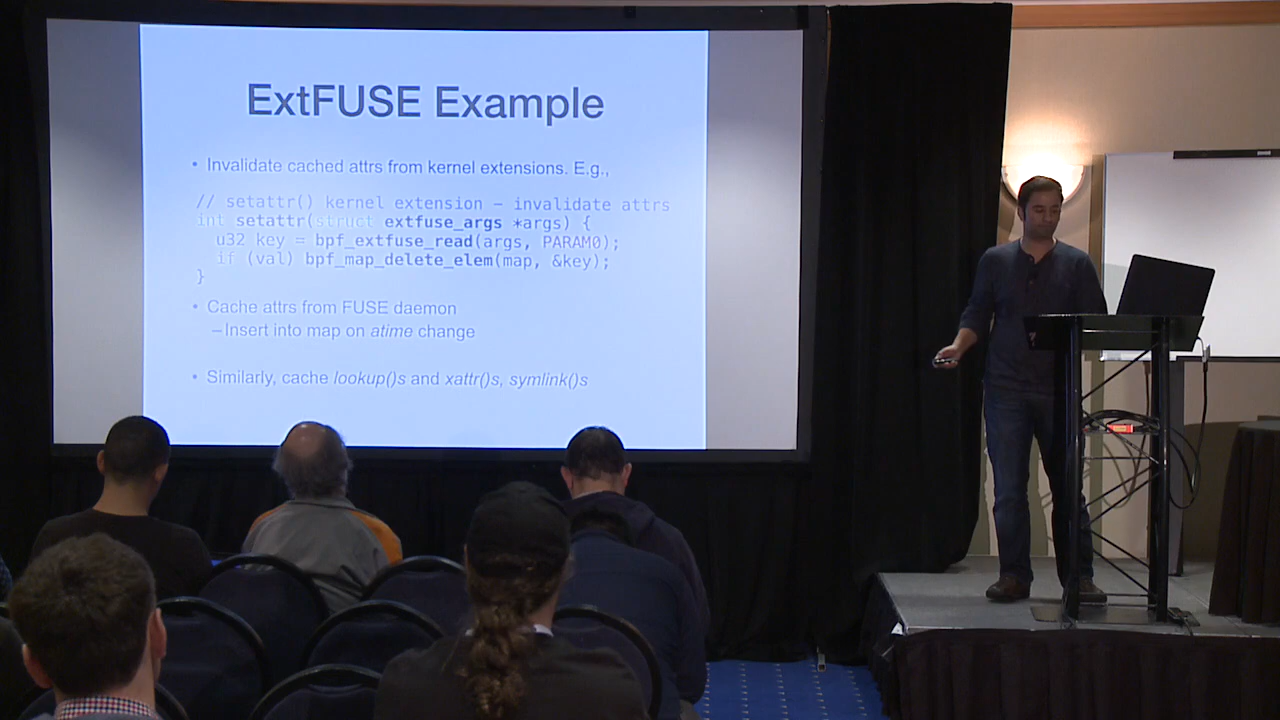 ExtFUSE Example
• Invalidate cached attrs from kernel extensions. E.g.,
// setattr() kernel extension – invalidate attrs
int setattr(struct extfuse_args *args) {
u32 key = bpf_extfuse_read(args, PARAM0);
if (val) bpf_map_delete_elem(map, &key);
}
• Cache attrs from FUSE daemon
– Insert into map on atime change
• Similarly, cache lookup()s and xattr()s, symlink()s